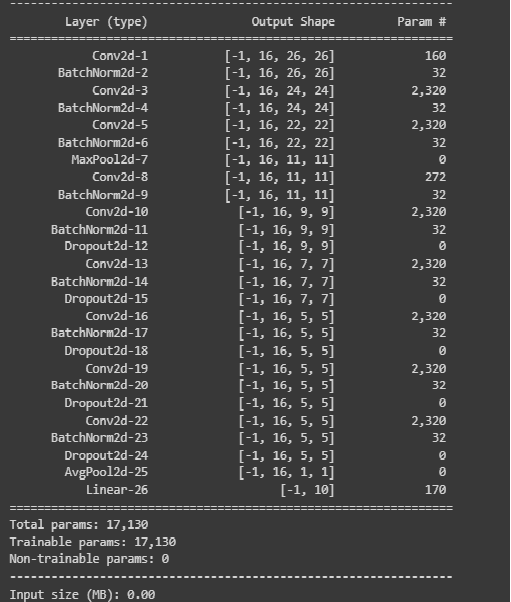 ----------------------------------------------------------------
Layer (type) Output Shape Param #
================================================================
Conv2d-1 [-1, 16, 26, 26] 160
BatchNorm2d-2 [-1, 16, 26, 26] 32
Conv2d-3 [-1, 16, 24, 24] 2,320
BatchNorm2d-4 [-1, 16, 24, 24] 32
Conv2d-5 [-1, 16, 22, 22] 2,320
BatchNorm2d-6 [-1, 16, 22, 22] 32
MaxPool2d-7 [-1, 16, 11, 11] 0
Conv2d-8 [-1, 16, 11, 11] 272
BatchNorm2d-9 [-1, 16, 11, 11] 32
Conv2d-10 [-1, 16, 9, 9] 2,320
BatchNorm2d-11 [-1, 16, 9, 9] 32
Dropout2d-12 [-1, 16, 9, 9] 0
Conv2d-13 [-1, 16, 7, 7] 2,320
BatchNorm2d-14 [-1, 16, 7, 7] 32
Dropout2d-15 [-1, 16, 7, 7] 0
Conv2d-16 [-1, 16, 5, 5] 2,320
BatchNorm2d-17 [-1, 16, 5, 5] 32
Dropout2d-18 [-1, 16, 5, 5] 0
Conv2d-19 [-1, 16, 5, 5] 2,320
BatchNorm2d-20 [-1, 16, 5, 5] 32
Dropout2d-21 [-1, 16, 5, 5] 0
Conv2d-22 [-1, 16, 5, 5] 2,320
BatchNorm2d-23 [-1, 16, 5, 5] 32
Dropout2d-24 [-1, 16, 5, 5] 0
AvgPool2d-25 [-1, 16, 1, 1] 0
Linear-26 [-1, 10] 170
================================================================
Total params: 17,130
Trainable params: 17,130
Non-trainable params: 0
----------------------------------------------------------------
Input size (MB): 0.00